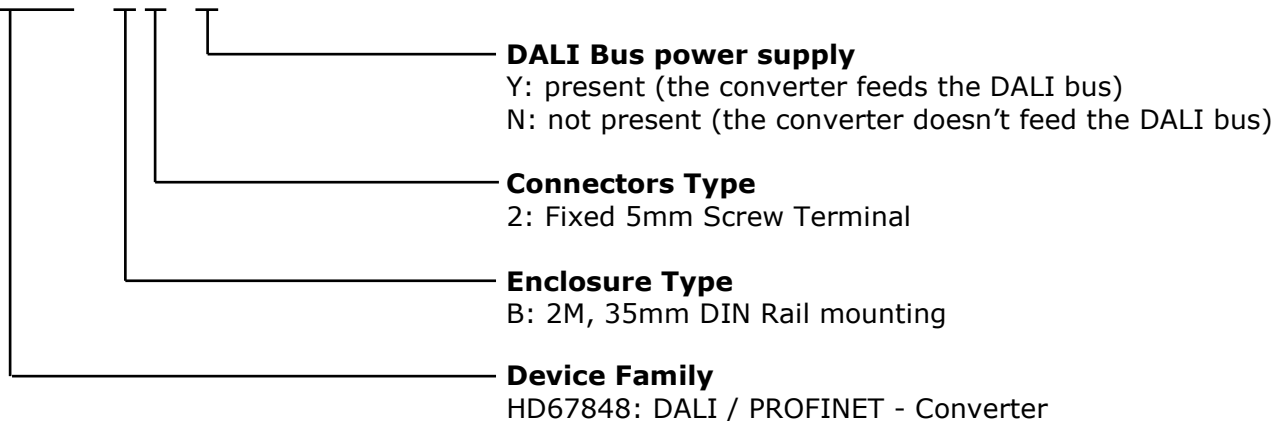 DALI Bus power supply
Y: present (the converter feeds the DALI bus)
N: not present (the converter doesn’t feed the DALI bus)
Connectors Type
2: Fixed 5mm Screw Terminal
Enclosure Type
B: 2M, 35mm DIN Rail mounting
Device Family
HD67848: DALI / PROFINET - Converter